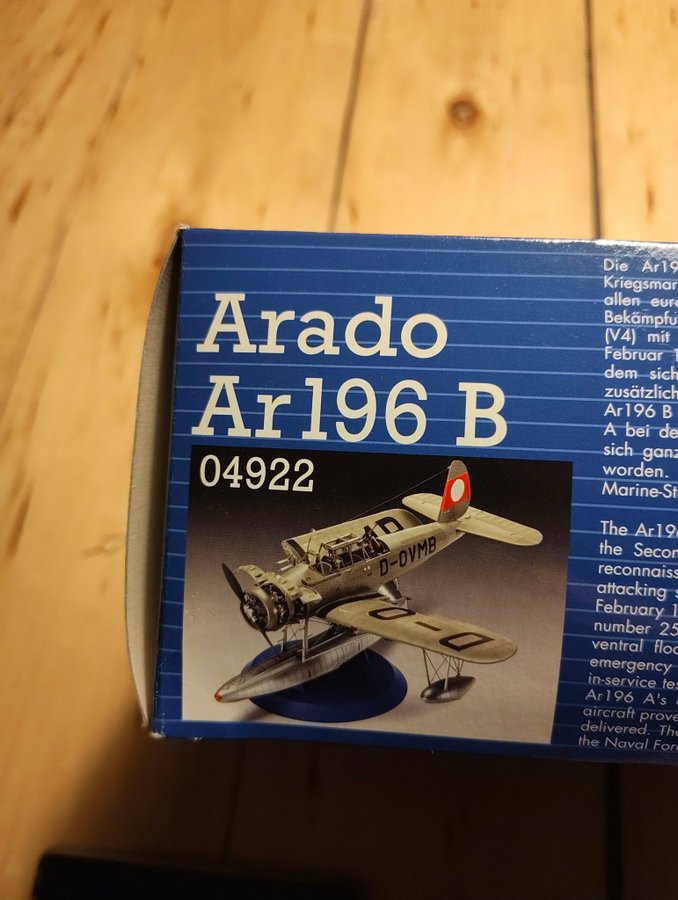 Arado
Ar196 B
04922
D-OVMB
D-
D
Die
Kriegsmar
allen euro
Bekämpfu
(V4) mit
Februar 1
dem sich
zusätzlich
Ar196 B
A bei de
sich ganz
worden.
Marine-St
The Ar196
the Secon
reconnaiss
attacking s
February 1
number 25
ventral floa
emergency
in-service tes
Ar196 A's
aircraft prove
delivered. The
the Naval Forc